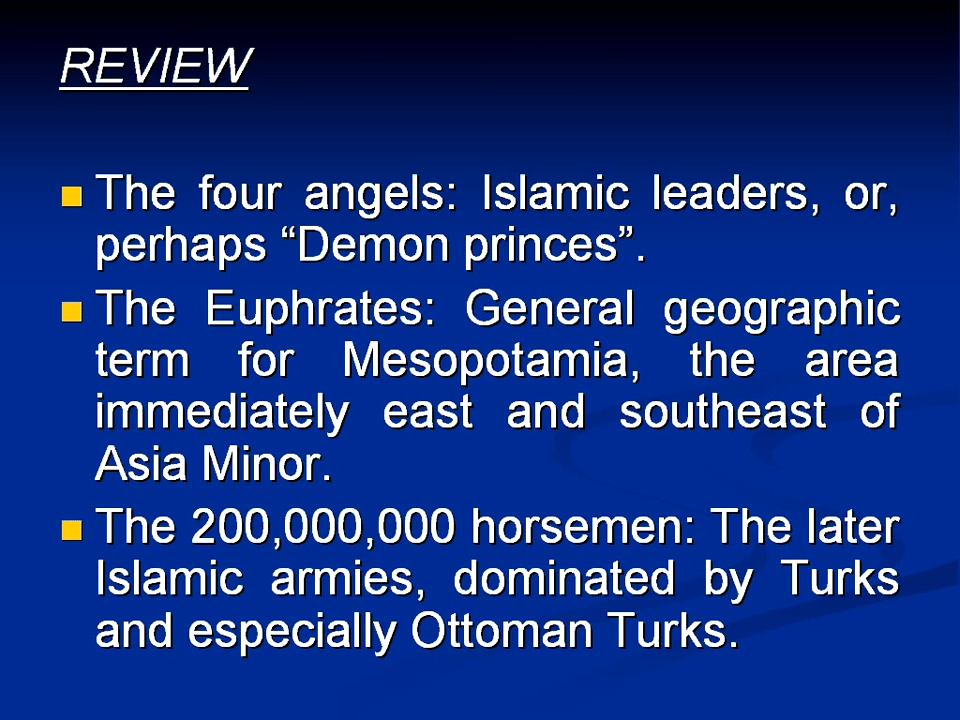 REVIEW
The four angels: Islamic leaders, or,
perhaps “Demon princes”.
The Euphrates: General geographic
term for Mesopotamia, the area
immediately east and southeast of
Asia Minor.
The 200,000,000 horsemen: The later
Islamic armies, dominated by Turks
and especially Ottoman Turks.